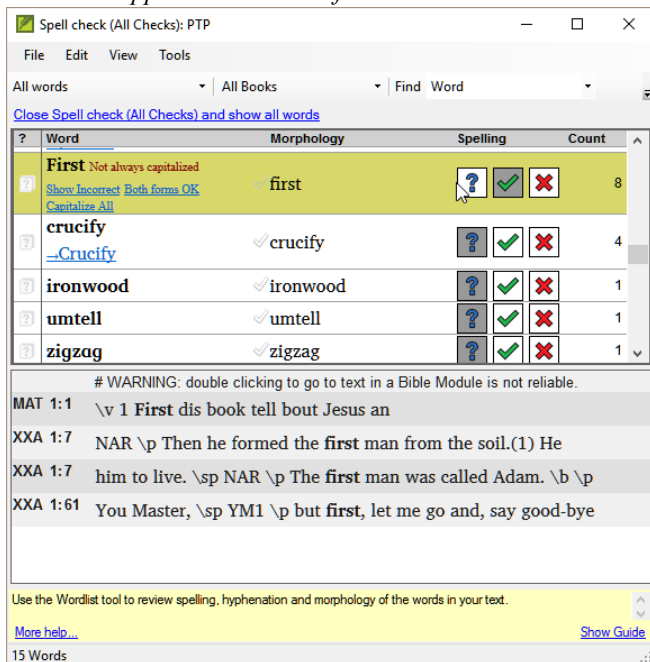 Spell check (All Checks): PTP
File Edit View Tools
All words All Books Find Word
Close Spell check (All Checks) and show all words
? Word Morphology Spelling Count
First Not always capitalized first 8
Show Incorrect Both forms OK
Capitalize All
crucify crucify 4
→Crucify
ironwood ironwood 1
umtell umtell 1
zigzag zigzag 1
# WARNING: double clicking to go to text in a Bible Module is not reliable.
MAT 1:1 \v 1 First dis book tell bout Jesus an
XXA 1:7 NAR \p Then he formed the first man from the soil.(1) He
XXA 1:7 him to live. \sp NAR \p The first man was called Adam. \b \p
XXA 1:61 You Master, \sp YM1 \p but first, let me go and, say good-bye
Use the Wordlist tool to review spelling, hyphenation and morphology of the words in your text.
More help... Show Guide
15 Words